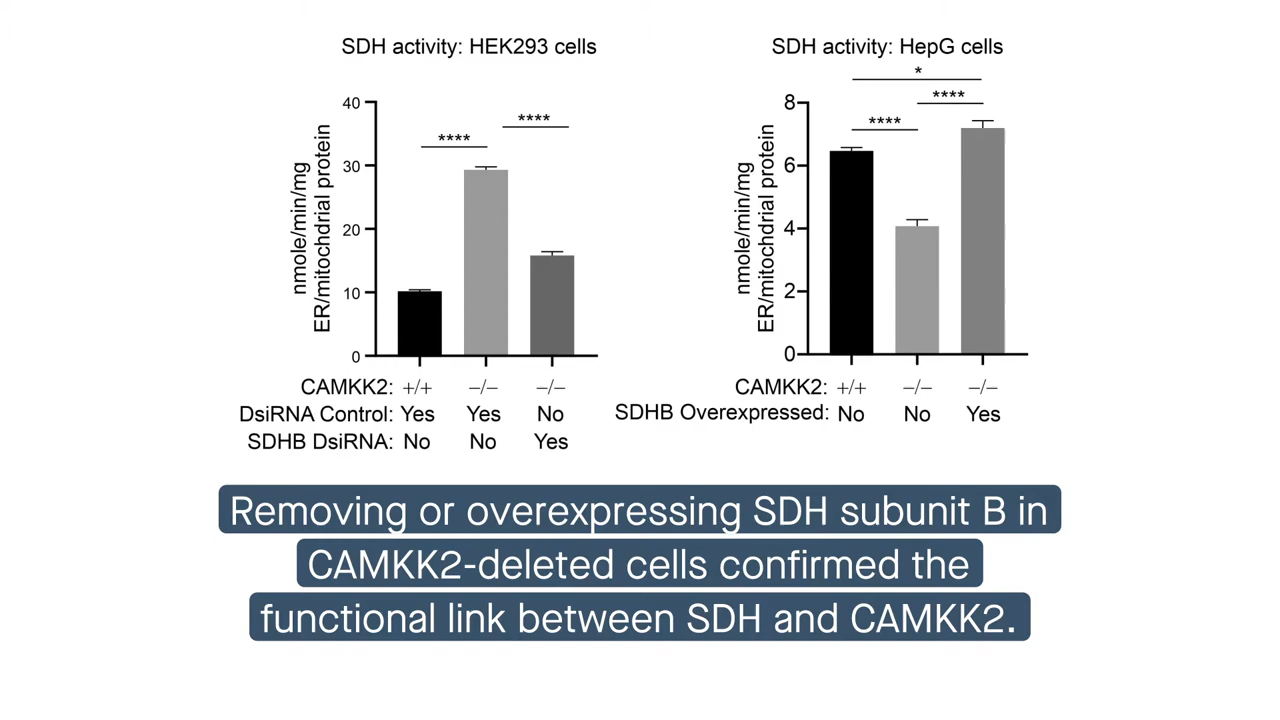 SDH activity: HEK293 cells
****
****
nmole/min/mg
ER/mitochdrial protein
40
30
20
10
0
CAMKK2: +/+ −/− −/−
DsiRNA Control: Yes Yes No
SDHB DsiRNA: No No Yes
SDH activity: HepG cells
*
****
****
nmole/min/mg
ER/mitochdrial protein
8
6
4
2
0
CAMKK2: +/+ −/− −/−
SDHB Overexpressed: No No Yes
Removing or overexpressing SDH subunit B in
CAMKK2-deleted cells confirmed the
functional link between SDH and CAMKK2.